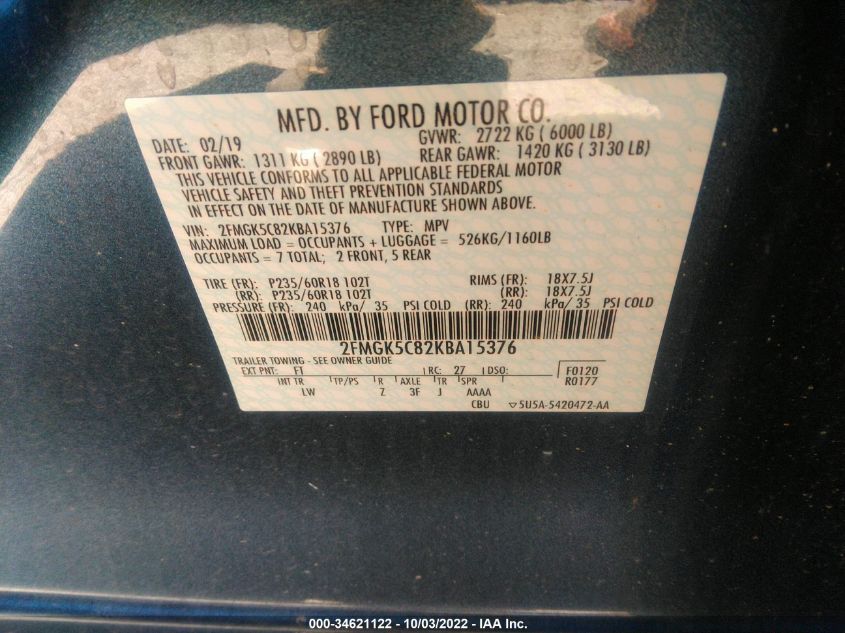 MFD. BY FORD MOTOR CO.
DATE: 02/19 GVWR: 2722 KG ( 6000 LB)
FRONT GAWR: 1311 KG ( 2890 LB) REAR GAWR: 1420 KG ( 3130 LB)
THIS VEHICLE CONFORMS TO ALL APPLICABLE FEDERAL MOTOR
VEHICLE SAFETY AND THEFT PREVENTION STANDARDS
IN EFFECT ON THE DATE OF MANUFACTURE SHOWN ABOVE.
VIN: 2FMGK5C82KBA15376 TYPE: MPV
MAXIMUM LOAD = OCCUPANTS + LUGGAGE = 526KG/1160LB
OCCUPANTS = 7 TOTAL; 2 FRONT, 5 REAR
TIRE (FR): P235/60R18 102T RIMS (FR): 18X7.5J
(RR): P235/60R18 102T (RR): 18X7.5J
PRESSURE (FR): 240 kPa/ 35 PSI COLD (RR): 240 kPa/ 35 PSI COLD
2FMGK5C82KBA15376
TRAILER TOWING - SEE OWNER GUIDE
EXT PNT: FT RC: 27 DSO: F0120
INT TR TP/PS R AXLE TR SPR R0177
LW Z 3F J AAAA
CBU ▽5U5A-5420472-AA
000-34621122 - 10/03/2022 - IAA Inc.